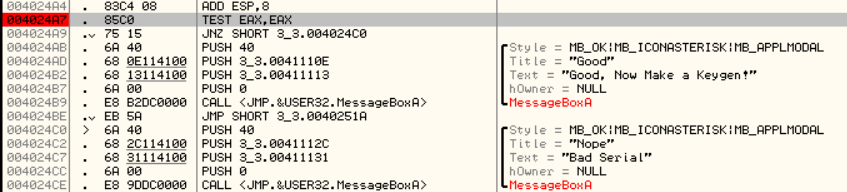 004024A4 . 83C4 08 ADD ESP,8
004024A7 . 85C0 TEST EAX,EAX
004024A9 .v 75 15 JNZ SHORT 3_3.004024C0
004024AB . 6A 40 PUSH 40 Style = MB_OK|MB_ICONASTERISK|MB_APPLMODAL
004024AD . 68 0E114100 PUSH 3_3.0041110E Title = "Good"
004024B2 . 68 13114100 PUSH 3_3.00411113 Text = "Good, Now Make a Keygen!"
004024B7 . 6A 00 PUSH 0 hOwner = NULL
004024B9 . E8 B2DC0000 CALL <JMP.&USER32.MessageBoxA> MessageBoxA
004024BE .v EB 5A JMP SHORT 3_3.0040251A
004024C0 > 6A 40 PUSH 40 Style = MB_OK|MB_ICONASTERISK|MB_APPLMODAL
004024C2 . 68 2C114100 PUSH 3_3.0041112C Title = "Nope"
004024C7 . 68 31114100 PUSH 3_3.00411131 Text = "Bad Serial"
004024CC . 6A 00 PUSH 0 hOwner = NULL
004024CE . E8 9DDC0000 CALL <JMP.&USER32.MessageBoxA> MessageBoxA